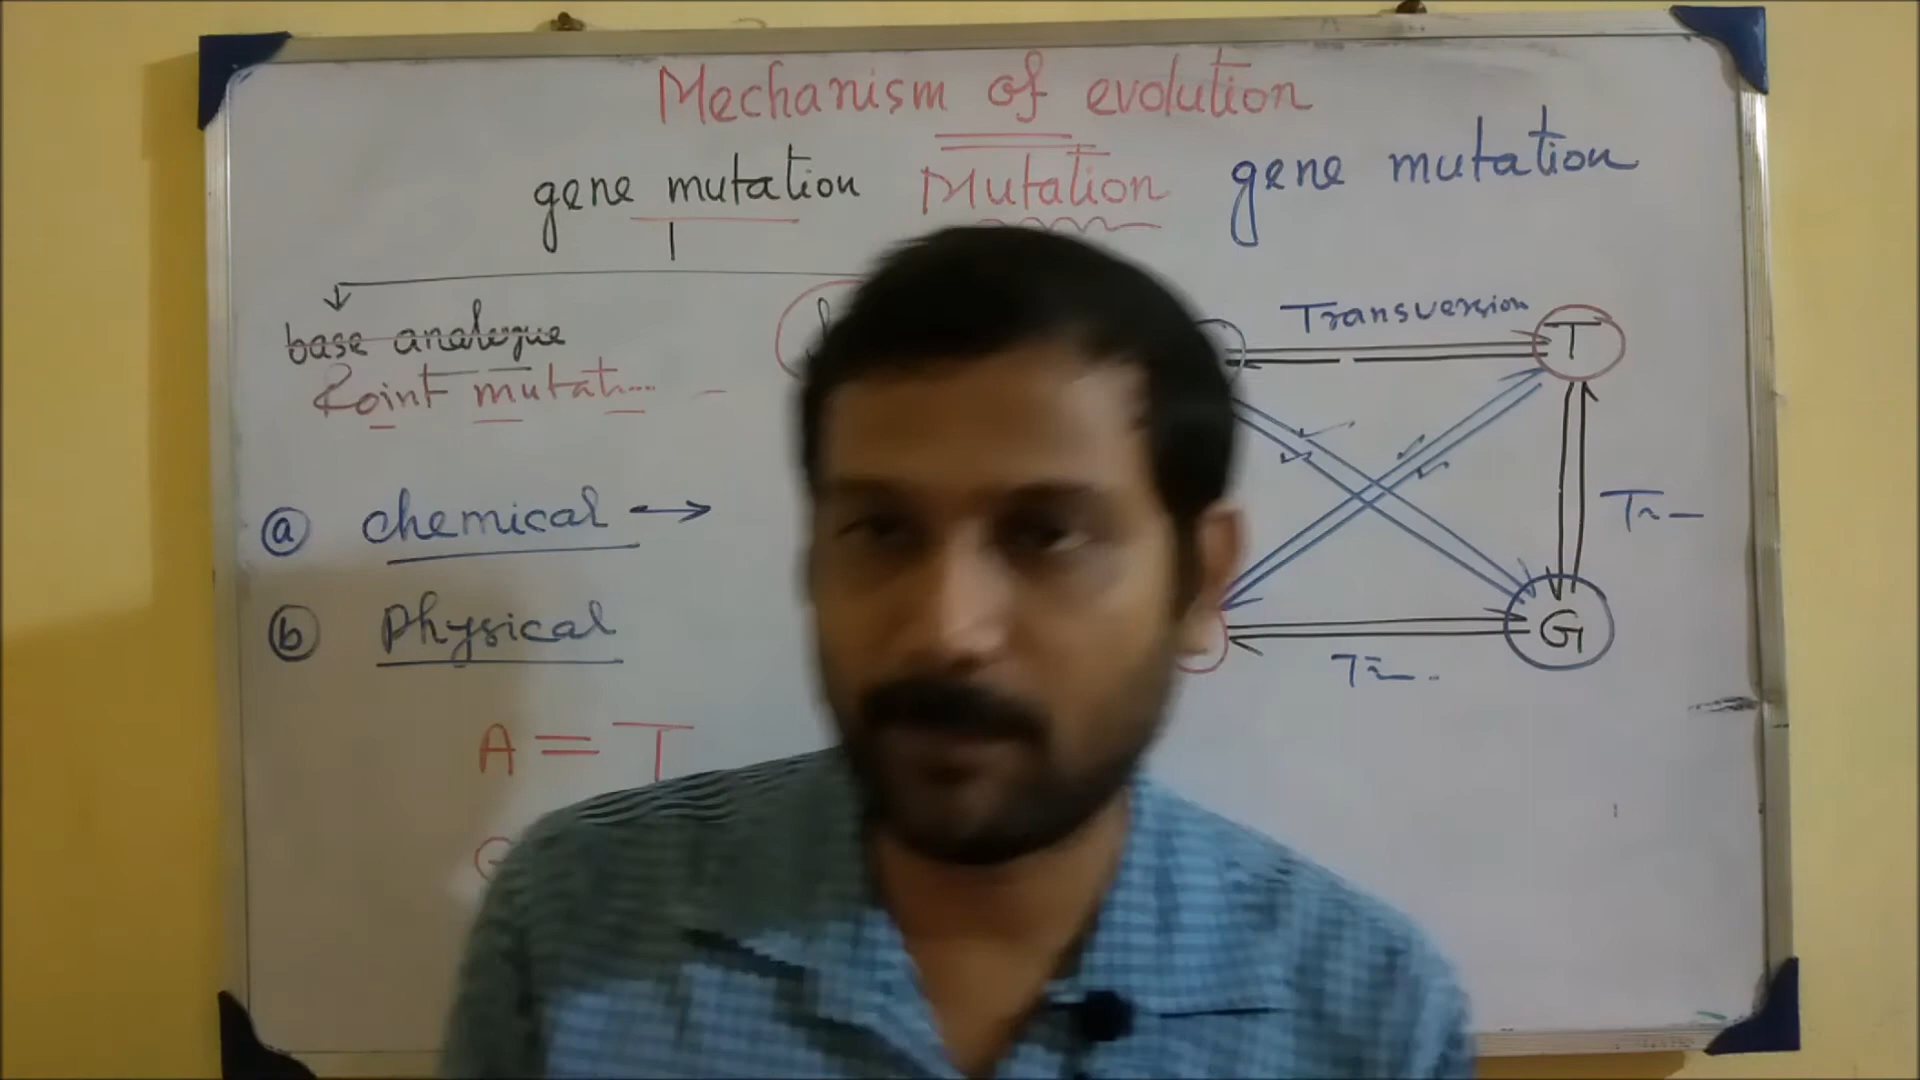 Mechanism of evolution
gene mutation
Mutation
gene mutation
base analogue
Point mutat....
Transversion
T
ⓐ chemical →
ⓑ Physical
G
A = T